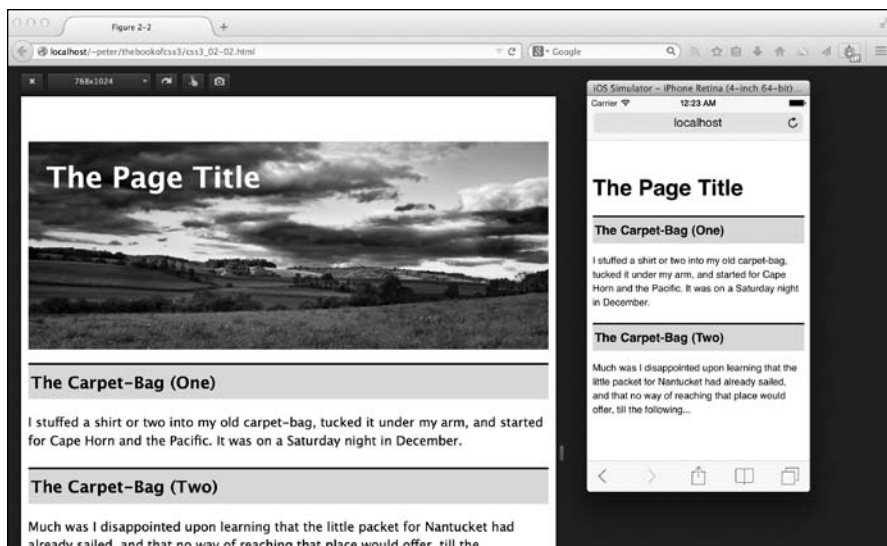 Figure 2-2
localhost/~peter/thebookofcss3/css3_02-02.html
Google
768x1024
The Page Title
The Carpet-Bag (One)
I stuffed a shirt or two into my old carpet-bag, tucked it under my arm, and started
for Cape Horn and the Pacific. It was on a Saturday night in December.
The Carpet-Bag (Two)
Much was I disappointed upon learning that the little packet for Nantucket had
already sailed, and that no way of reaching that place would offer, till the
iOS Simulator – iPhone Retina (4-inch 64-bit)...
Carrier 12:23 AM
localhost
The Page Title
The Carpet-Bag (One)
I stuffed a shirt or two into my old carpet-bag,
tucked it under my arm, and started for Cape
Horn and the Pacific. It was on a Saturday night
in December.
The Carpet-Bag (Two)
Much was I disappointed upon learning that the
little packet for Nantucket had already sailed,
and that no way of reaching that place would
offer, till the following...